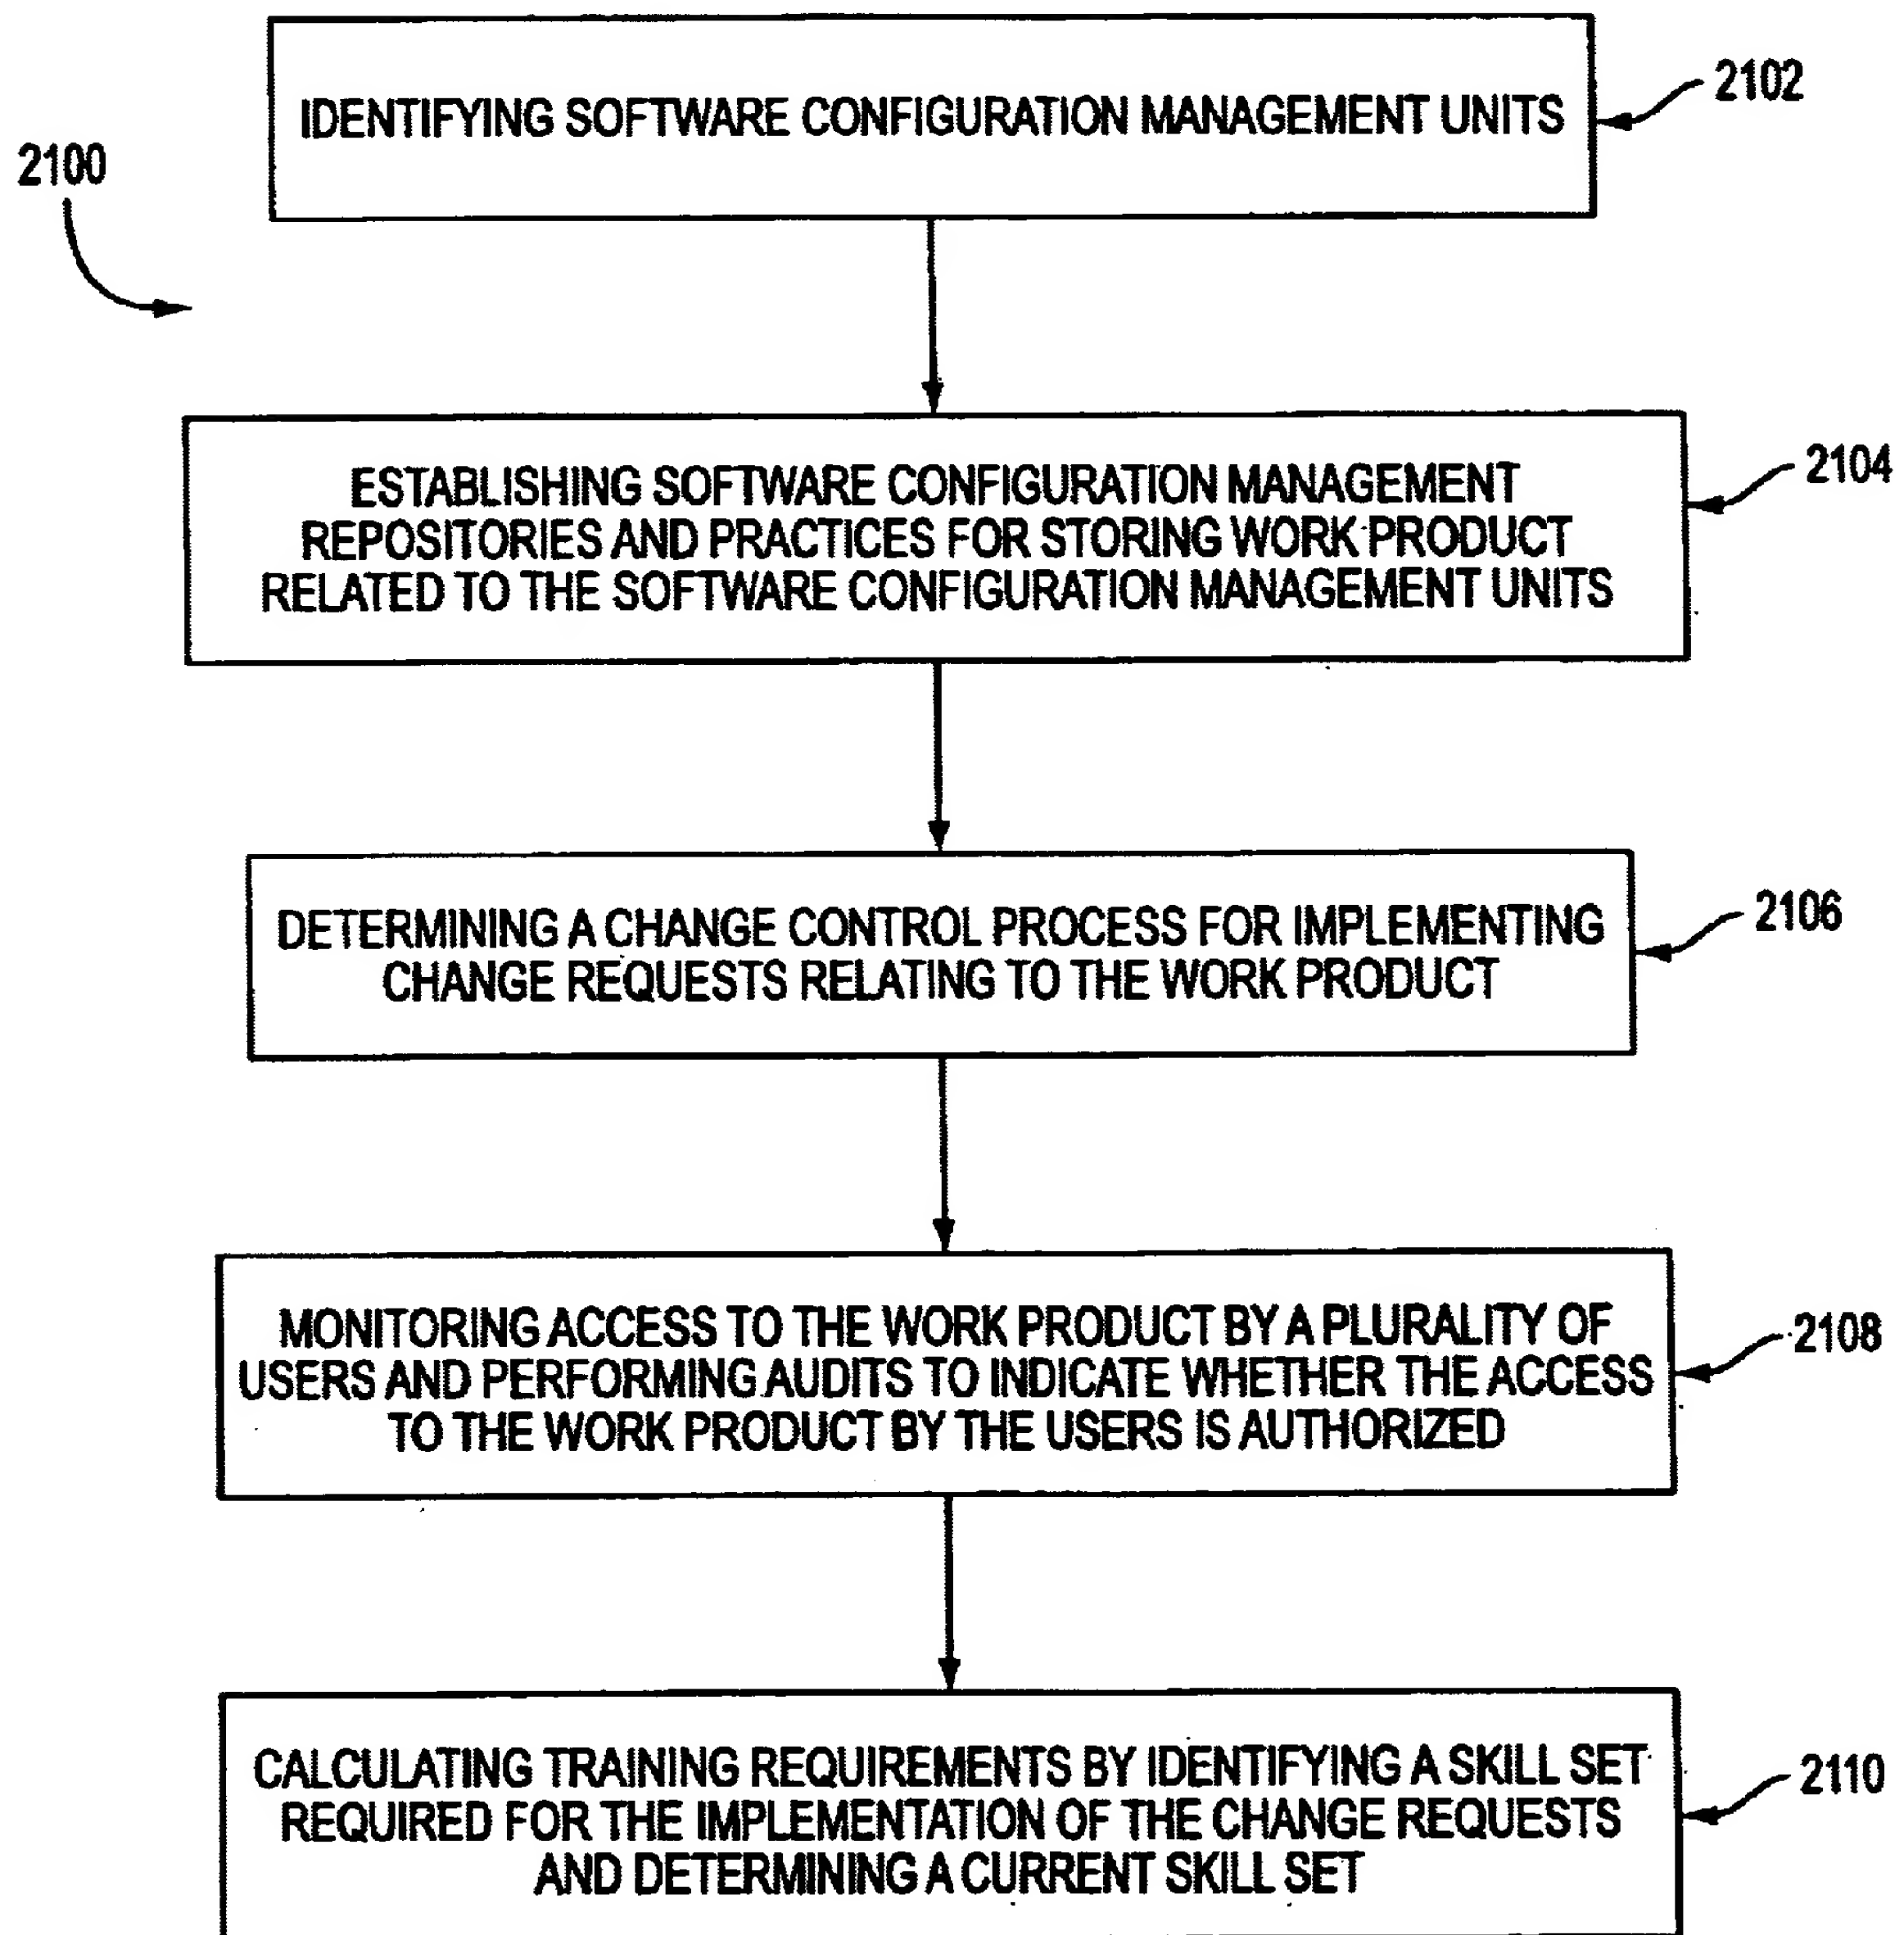 IDENTIFYING SOFTWARE CONFIGURATION MANAGEMENT UNITS
2102
2100
ESTABLISHING SOFTWARE CONFIGURATION MANAGEMENT
REPOSITORIES AND PRACTICES FOR STORING WORK PRODUCT
RELATED TO THE SOFTWARE CONFIGURATION MANAGEMENT UNITS
2104
DETERMINING A CHANGE CONTROL PROCESS FOR IMPLEMENTING
CHANGE REQUESTS RELATING TO THE WORK PRODUCT
2106
MONITORING ACCESS TO THE WORK PRODUCT BY A PLURALITY OF
USERS AND PERFORMING AUDITS TO INDICATE WHETHER THE ACCESS
TO THE WORK PRODUCT BY THE USERS IS AUTHORIZED
2108
CALCULATING TRAINING REQUIREMENTS BY IDENTIFYING A SKILL SET
REQUIRED FOR THE IMPLEMENTATION OF THE CHANGE REQUESTS
AND DETERMINING A CURRENT SKILL SET
2110